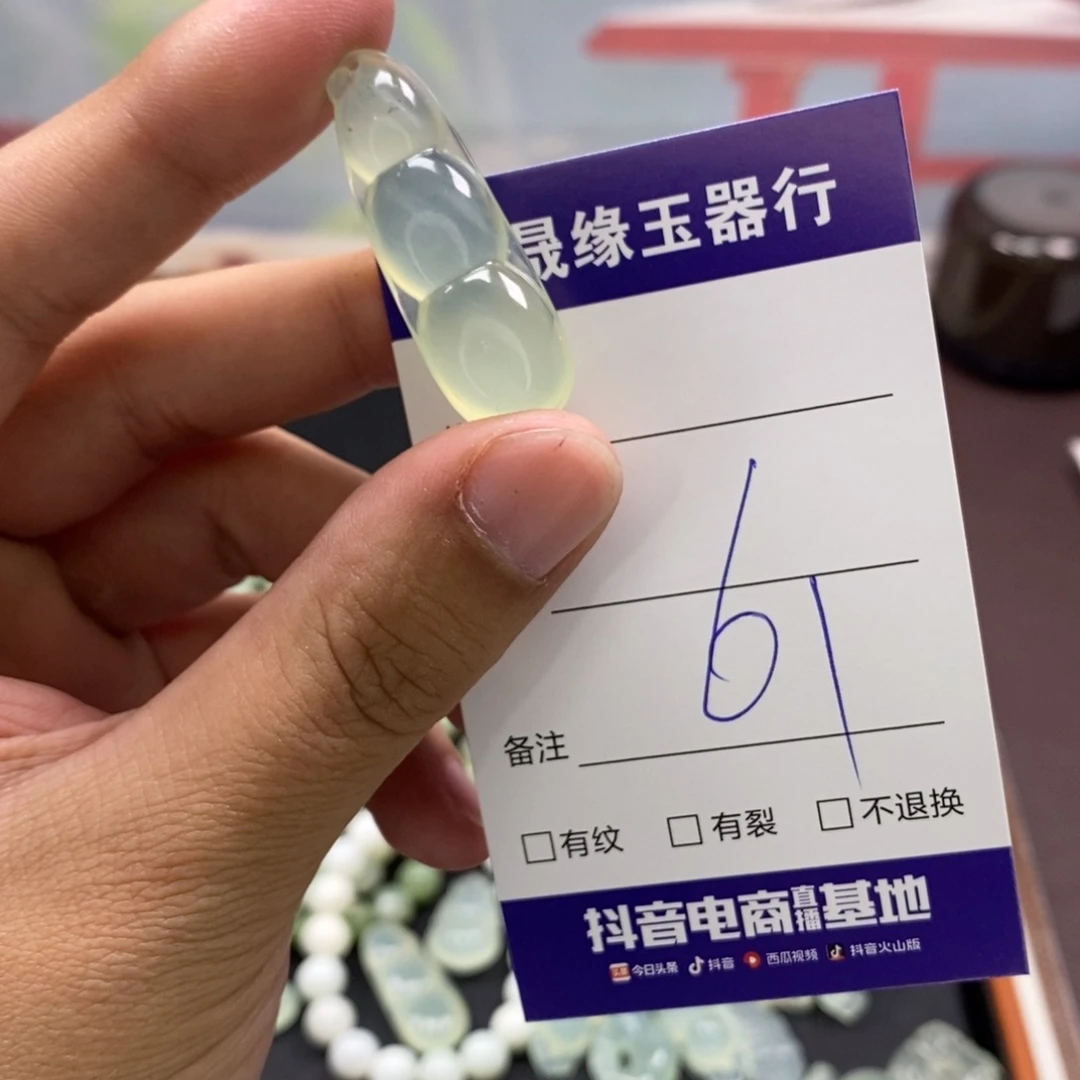 晟缘玉器行
61
备注
□有纹 □有裂 □不退换
抖音电商直播基地
头条 今日头条 抖音 西瓜视频 抖音火山版